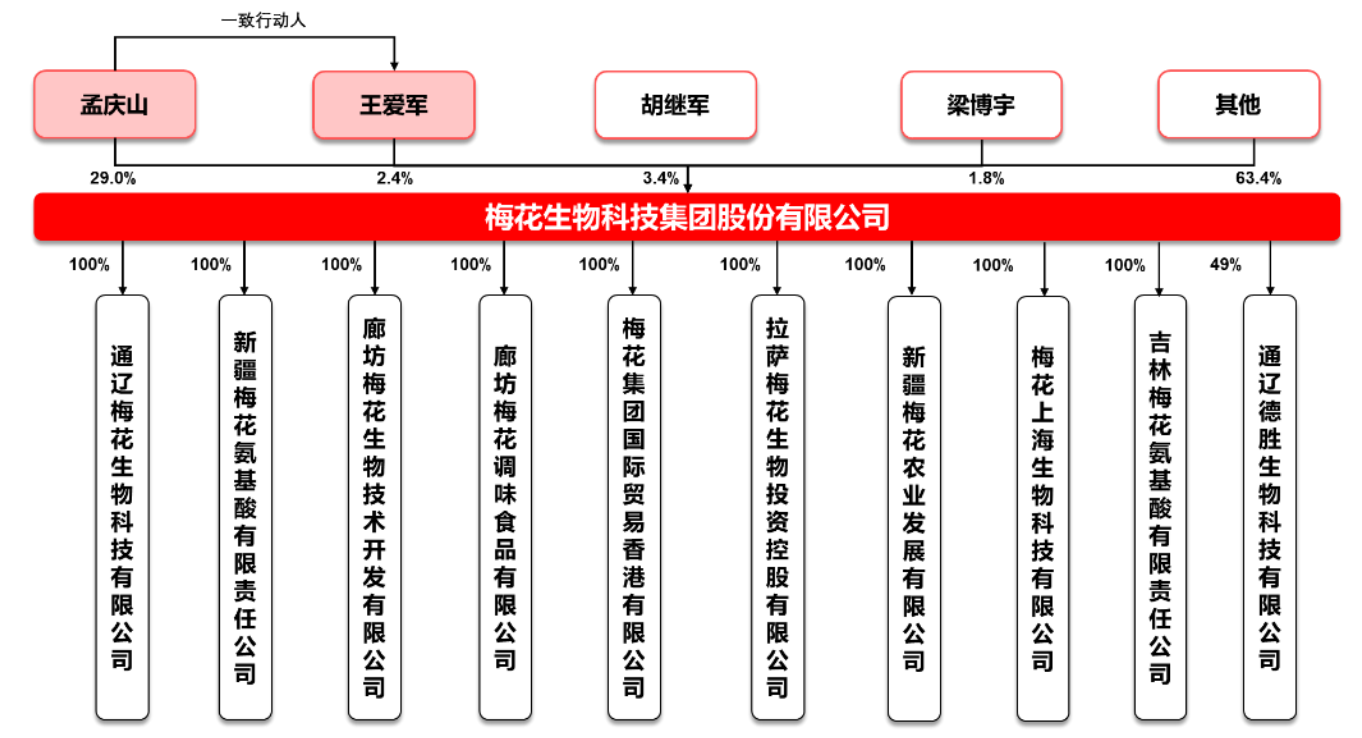 一致行动人
孟庆山
王爱军
胡继军
梁博宇
其他
29.0%
2.4%
3.4%
1.8%
63.4%
梅花生物科技集团股份有限公司
100%
100%
100%
100%
100%
100%
100%
100%
100%
49%
通辽梅花生物科技有限公司
新疆梅花氨基酸有限责任公司
廊坊梅花生物技术开发有限公司
廊坊梅花调味食品有限公司
梅花集团国际贸易香港有限公司
拉萨梅花生物投资控股有限公司
新疆梅花农业发展有限公司
梅花上海生物科技有限公司
吉林梅花氨基酸有限责任公司
通辽德胜生物科技有限公司